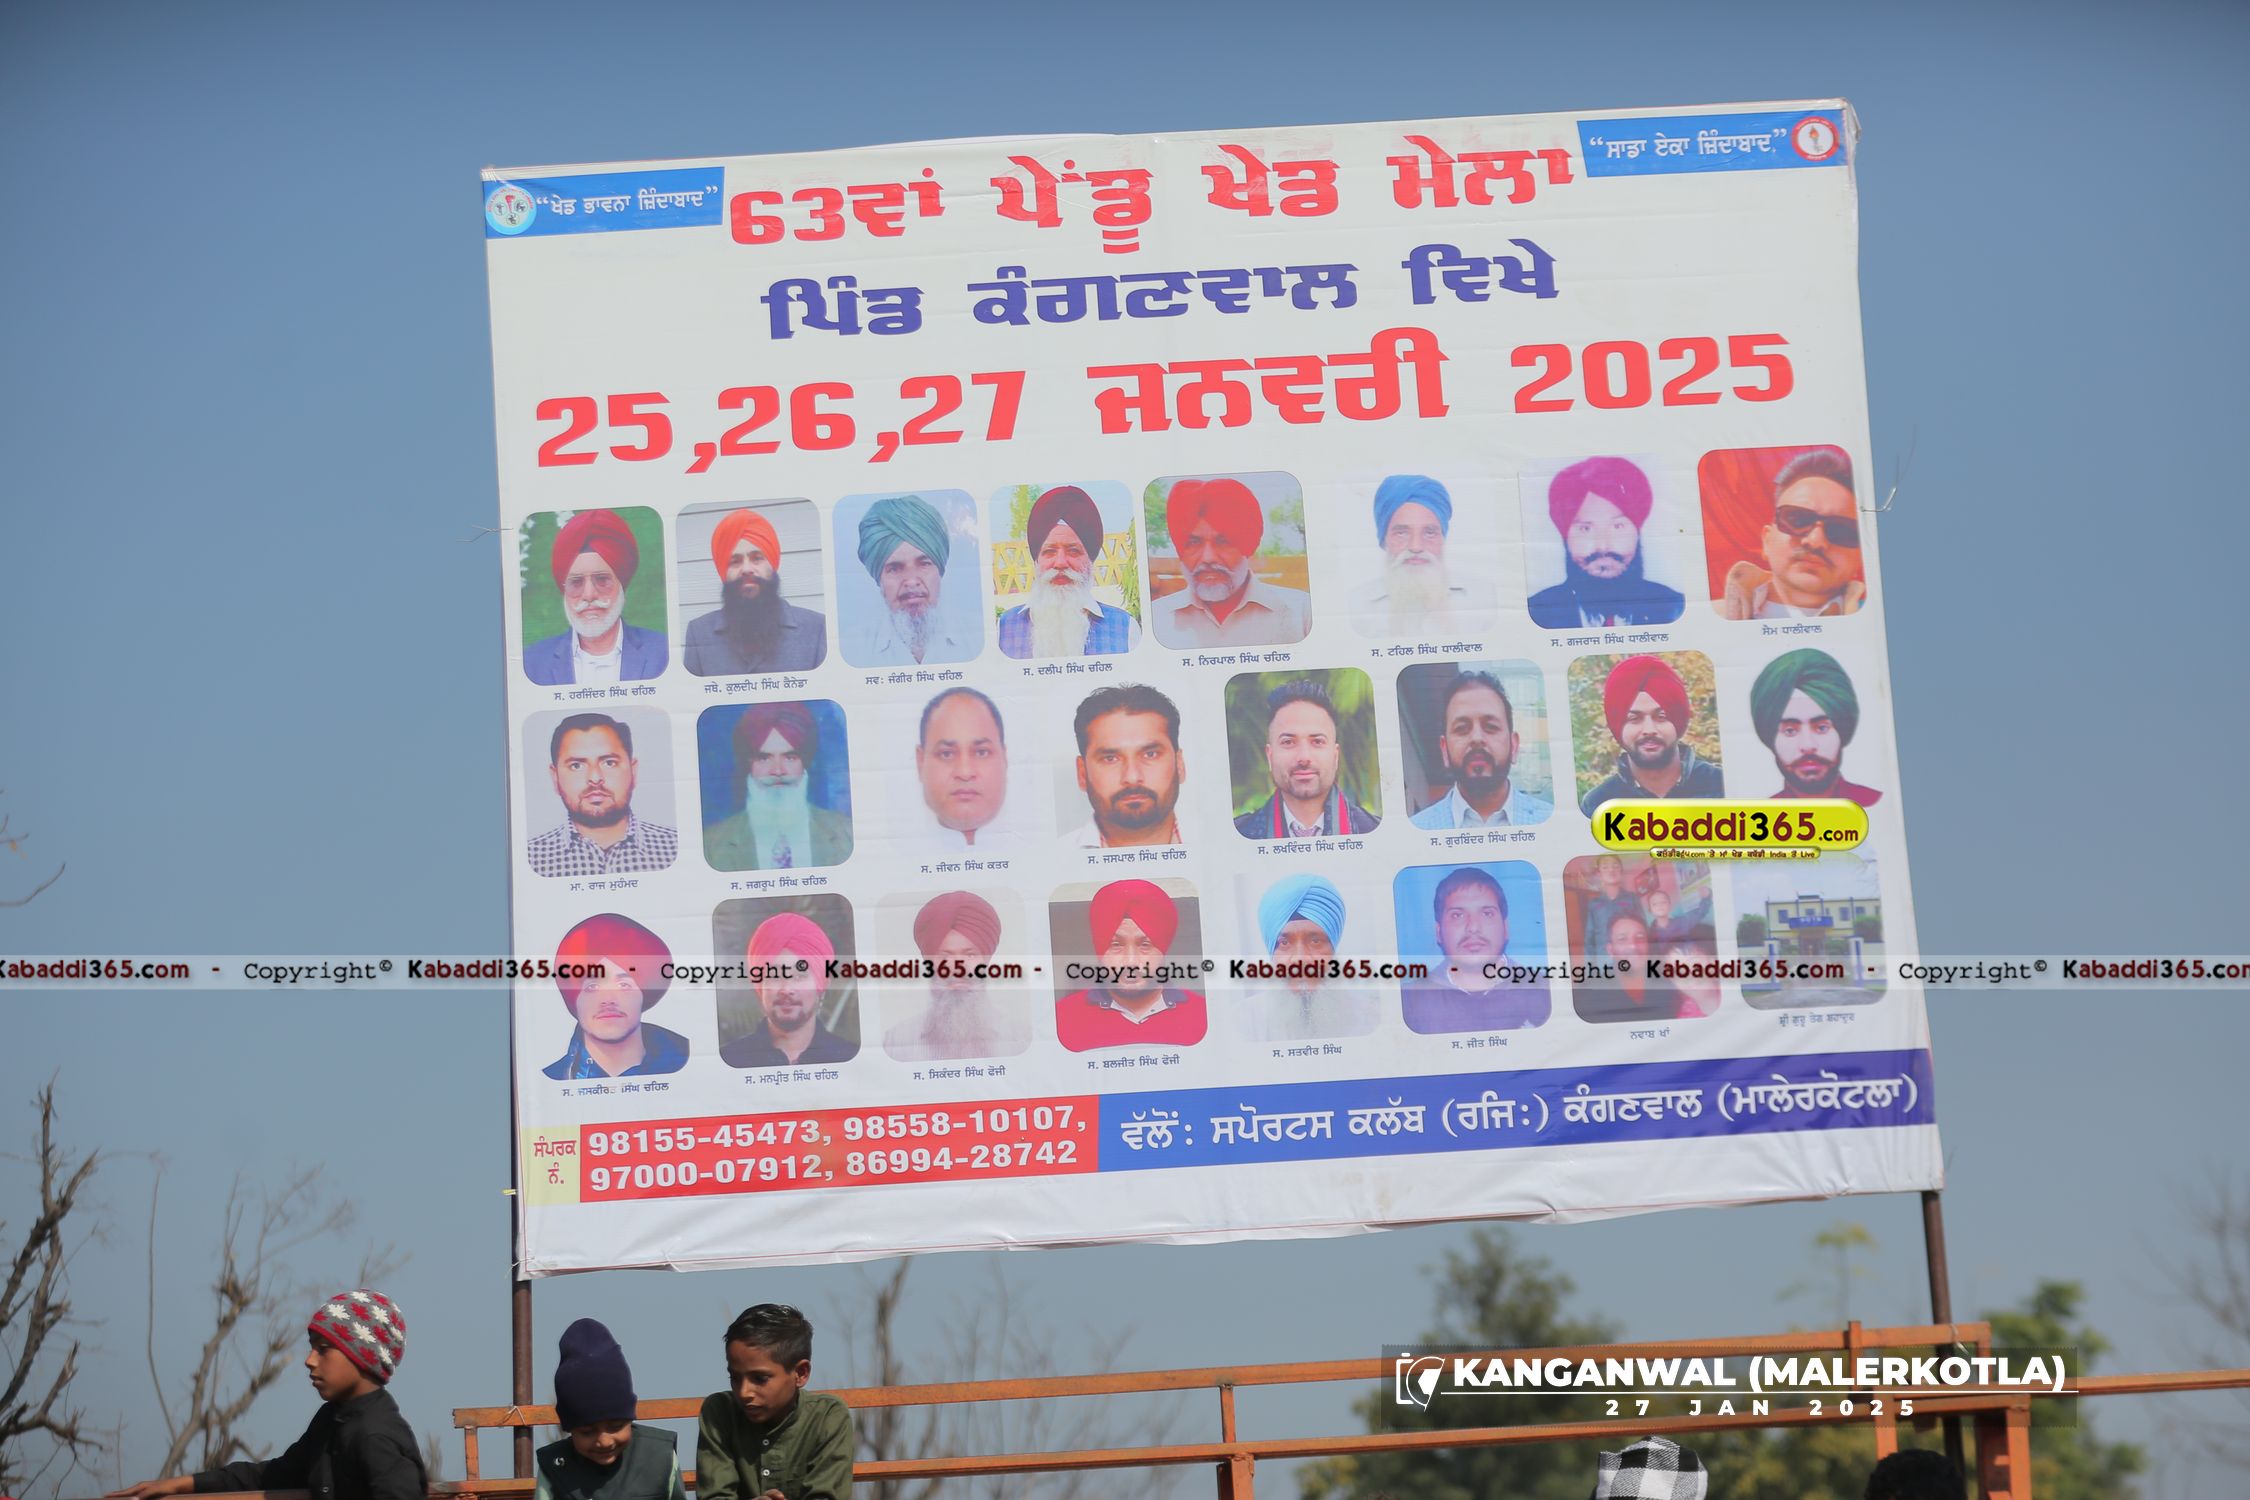 “ਖੇਡ ਭਾਵਨਾ ਜ਼ਿੰਦਾਬਾਦ”
“ਸਾਡਾ ਏਕਾ ਜ਼ਿੰਦਾਬਾਦ”
63ਵਾਂ ਪੇਂਡੂ ਖੇਡ ਮੇਲਾ
ਪਿੰਡ ਕੰਗਣਵਾਲ ਵਿਖੇ
25,26,27 ਜਨਵਰੀ 2025
ਸ. ਹਰਜਿੰਦਰ ਸਿੰਘ ਚਹਿਲ
ਜਥੇ. ਕੁਲਦੀਪ ਸਿੰਘ ਕੈਨੇਡਾ
ਸਵ: ਜੰਗੀਰ ਸਿੰਘ ਚਹਿਲ
ਸ. ਦਲੀਪ ਸਿੰਘ ਚਹਿਲ
ਸ. ਨਿਰਪਾਲ ਸਿੰਘ ਚਹਿਲ
ਸ. ਟਹਿਲ ਸਿੰਘ ਧਾਲੀਵਾਲ
ਸ. ਗਜਰਾਜ ਸਿੰਘ ਧਾਲੀਵਾਲ
ਸੈਮ ਧਾਲੀਵਾਲ
ਮਾ. ਰਾਜ ਮੁਹੰਮਦ
ਸ. ਜਗਰੂਪ ਸਿੰਘ ਚਹਿਲ
ਸ. ਜੀਵਨ ਸਿੰਘ ਕਤਰ
ਸ. ਜਸਪਾਲ ਸਿੰਘ ਚਹਿਲ
ਸ. ਲਖਵਿੰਦਰ ਸਿੰਘ ਚਹਿਲ
ਸ. ਗੁਰਬਿੰਦਰ ਸਿੰਘ ਚਹਿਲ
Kabaddi365.com
ਸ. ਜਸਕੀਰਤ ਸਿੰਘ ਚਹਿਲ
ਸ. ਮਨਪ੍ਰੀਤ ਸਿੰਘ ਚਹਿਲ
ਸ. ਸਿਕੰਦਰ ਸਿੰਘ ਫੌਜੀ
ਸ. ਬਲਜੀਤ ਸਿੰਘ ਫੌਜੀ
ਸ. ਸਤਵੀਰ ਸਿੰਘ
ਸ. ਜੀਤ ਸਿੰਘ
ਨਵਾਬ ਖਾਂ
ਸ਼੍ਰੀ ਗੁਰੂ ਤੇਗ ਬਹਾਦੁਰ
Kabaddi365.com - Copyright© Kabaddi365.com - Copyright© Kabaddi365.com - Copyright© Kabaddi365.com - Copyright© Kabaddi365.com - Copyright© Kabaddi365.com
ਸੰਪਰਕ ਨੰ.
98155-45473, 98558-10107,
97000-07912, 86994-28742
ਵੱਲੋਂ: ਸਪੋਰਟਸ ਕਲੱਬ (ਰਜਿ:) ਕੰਗਣਵਾਲ (ਮਾਲੇਰਕੋਟਲਾ)
KANGANWAL (MALERKOTLA)
27 JAN 2025